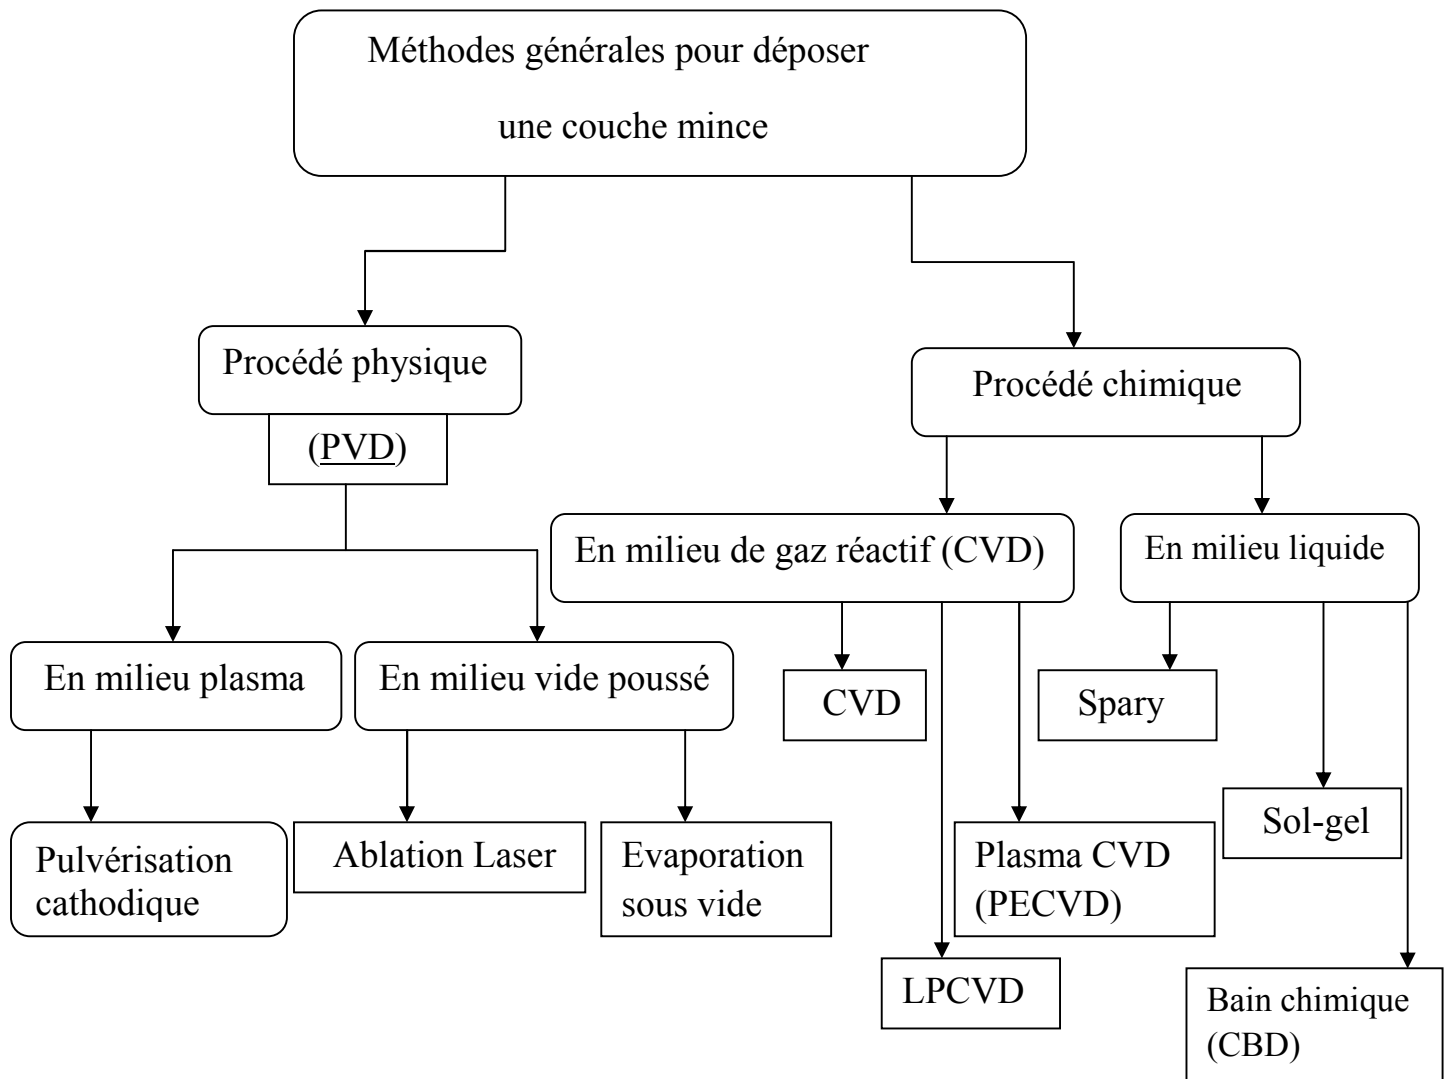 Méthodes générales pour déposer
une couche mince
Procédé physique
(PVD)
Procédé chimique
En milieu de gaz réactif (CVD)
En milieu liquide
En milieu plasma
En milieu vide poussé
CVD
Spary
Pulvérisation
cathodique
Ablation Laser
Evaporation
sous vide
Plasma CVD
(PECVD)
Sol-gel
LPCVD
Bain chimique
(CBD)